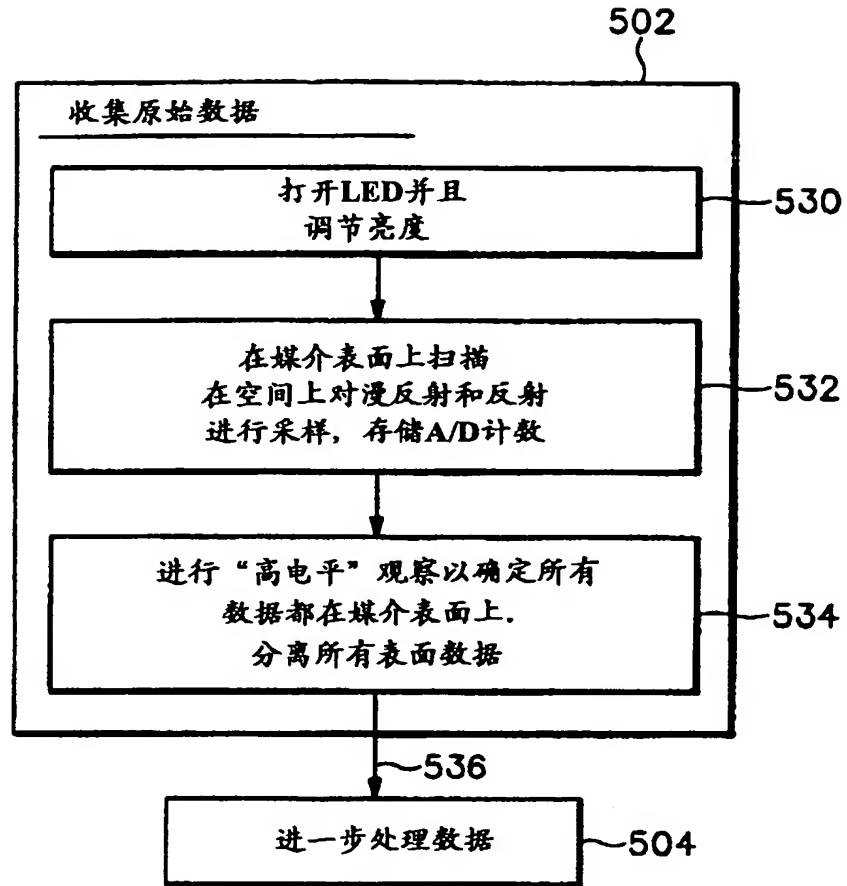 502
收集原始数据
打开LED并且
调节亮度
530
在媒介表面上扫描
在空间上对漫反射和反射
进行采样，存储A/D计数
532
进行“高电平”观察以确定所有
数据都在媒介表面上.
分离所有表面数据
534
536
进一步处理数据
504